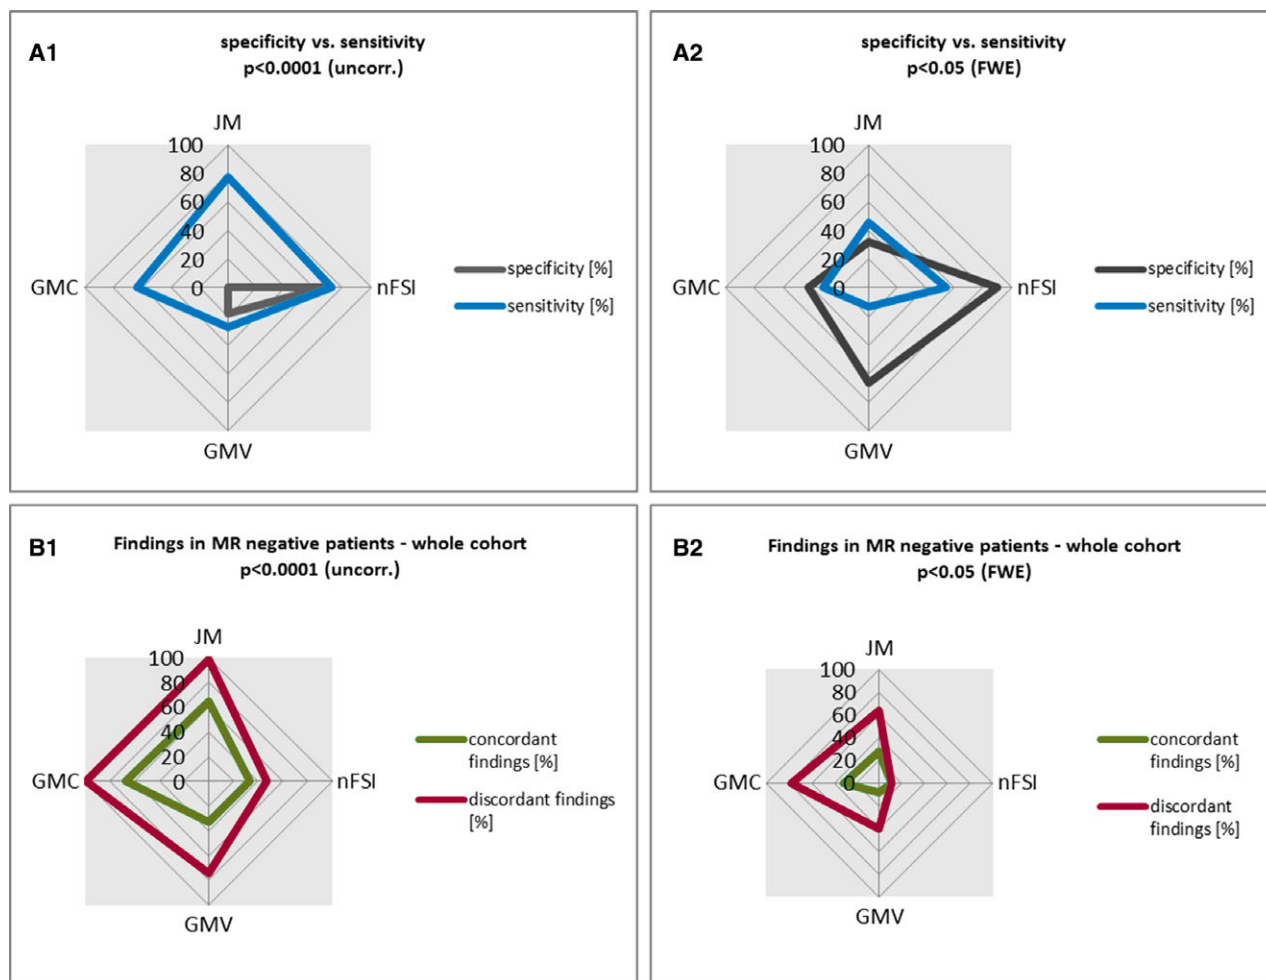 A1
specificity vs. sensitivity
p<0.0001 (uncorr.)
JM
100
80
60
40
20
0
GMC
nFSI
GMV
specificity [%]
sensitivity [%]
A2
specificity vs. sensitivity
p<0.05 (FWE)
JM
100
80
60
40
20
0
GMC
nFSI
GMV
specificity [%]
sensitivity [%]
B1
Findings in MR negative patients - whole cohort
p<0.0001 (uncorr.)
JM
100
80
60
40
20
0
GMC
nFSI
GMV
concordant
findings [%]
discordant findings
[%]
B2
Findings in MR negative patients - whole cohort
p<0.05 (FWE)
JM
100
80
60
40
20
0
GMC
nFSI
GMV
concordant
findings [%]
discordant
findings [%]